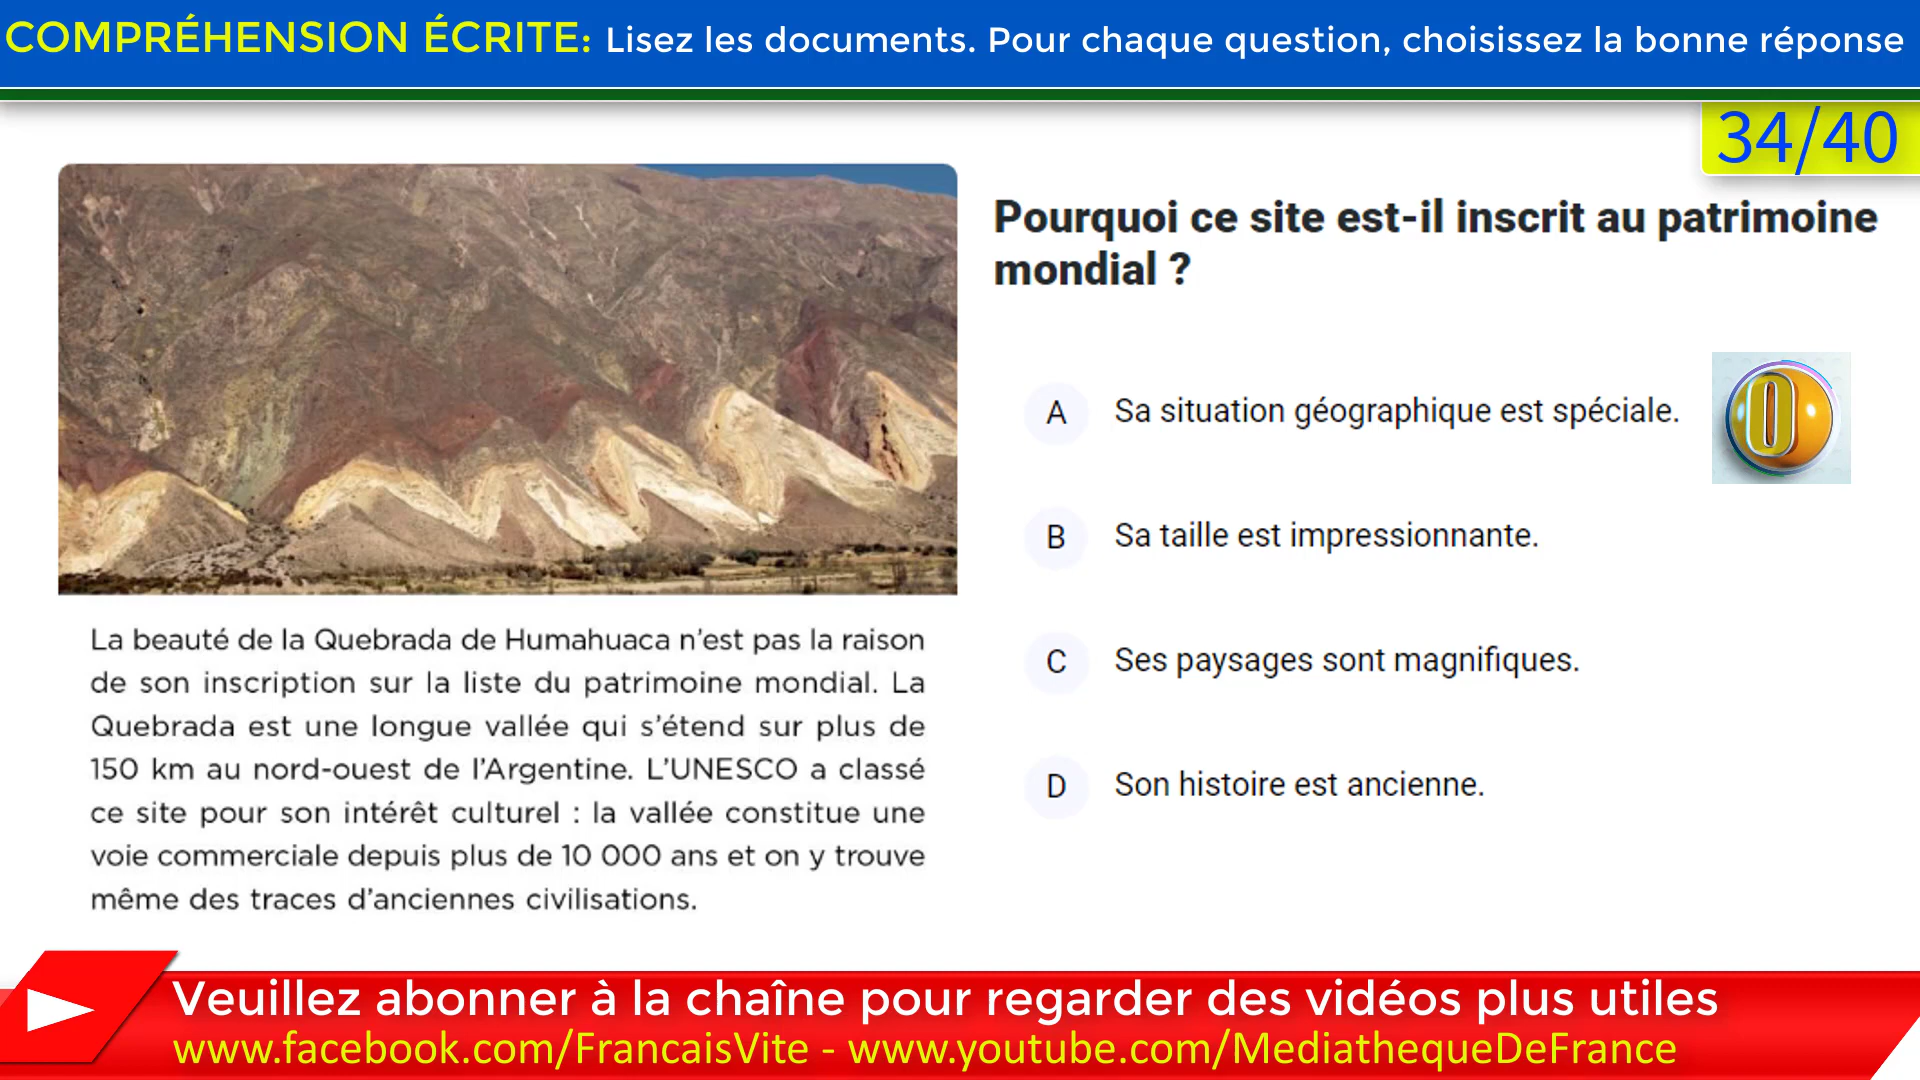 COMPRÉHENSION ÉCRITE: Lisez les documents. Pour chaque question, choisissez la bonne réponse
34/40
Pourquoi ce site est-il inscrit au patrimoine
mondial ?
A Sa situation géographique est spéciale.
0
B Sa taille est impressionnante.
C Ses paysages sont magnifiques.
D Son histoire est ancienne.
La beauté de la Quebrada de Humahuaca n'est pas la raison
de son inscription sur la liste du patrimoine mondial. La
Quebrada est une longue vallée qui s'étend sur plus de
150 km au nord-ouest de l'Argentine. L'UNESCO a classé
ce site pour son intérêt culturel : la vallée constitue une
voie commerciale depuis plus de 10 000 ans et on y trouve
même des traces d'anciennes civilisations.
Veuillez abonner à la chaîne pour regarder des vidéos plus utiles
www.facebook.com/FrancaisVite - www.youtube.com/MediathequeDeFrance